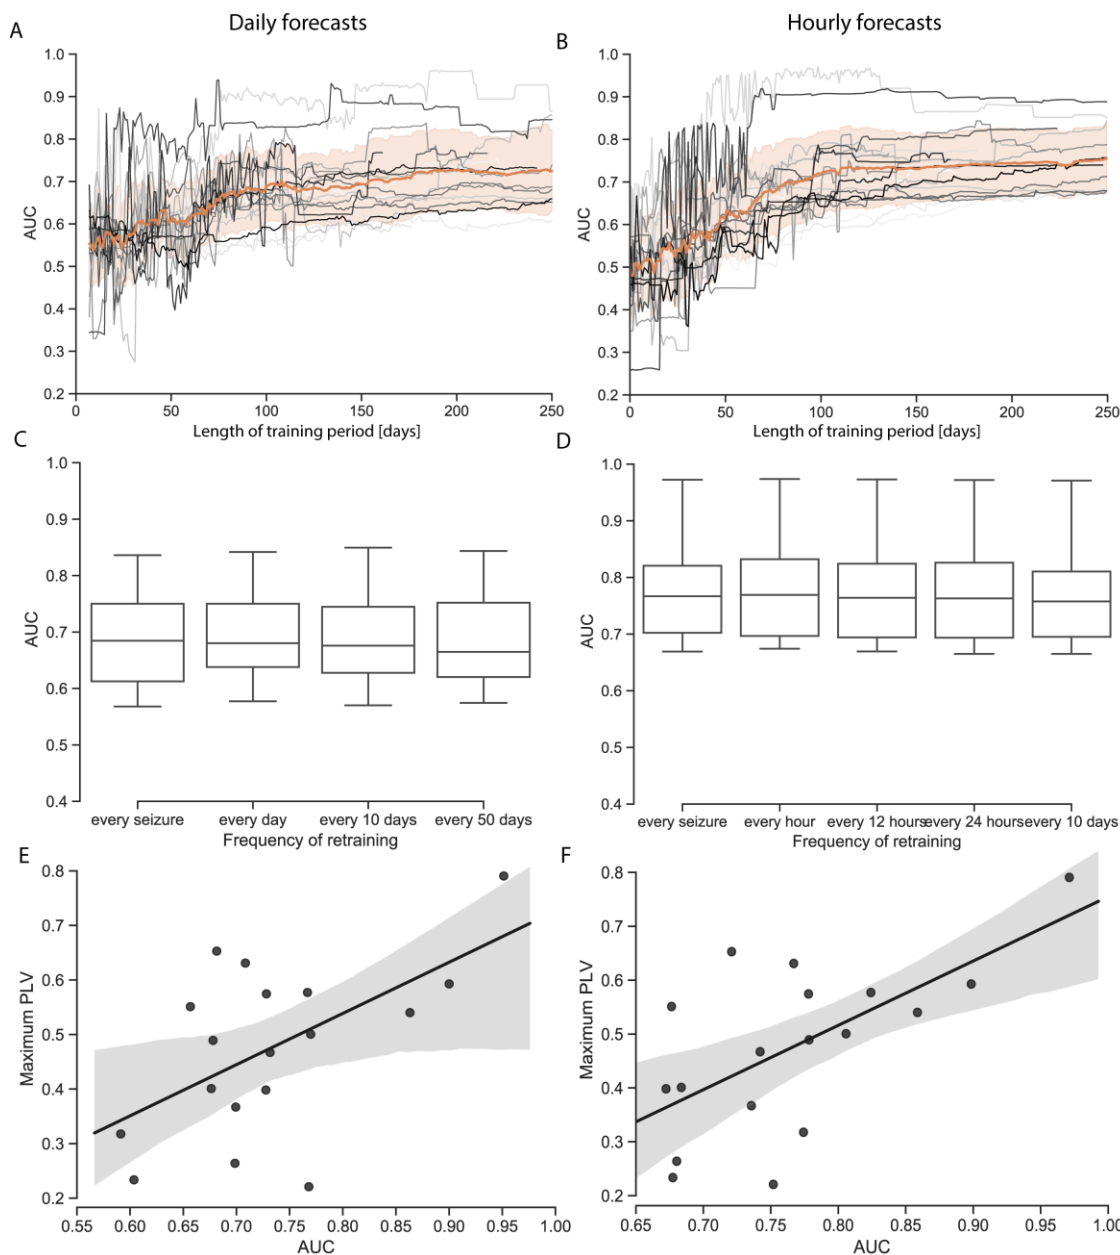 Daily forecasts
Hourly forecasts
A
B
1.0
0.9
0.8
0.7
0.6
0.5
0.4
0.3
0.2
AUC
0 50 100 150 200 250
Length of training period [days]
1.0
0.9
0.8
0.7
0.6
0.5
0.4
0.3
0.2
AUC
0 50 100 150 200 250
Length of training period [days]
C
D
1.0
0.9
0.8
0.7
0.6
0.5
0.4
AUC
every seizure every day every 10 days every 50 days
Frequency of retraining
1.0
0.9
0.8
0.7
0.6
0.5
0.4
AUC
every seizure every hour every 12 hours every 24 hours every 10 days
Frequency of retraining
E
F
0.8
0.7
0.6
0.5
0.4
0.3
0.2
Maximum PLV
0.55 0.60 0.65 0.70 0.75 0.80 0.85 0.90 0.95 1.00
AUC
0.8
0.7
0.6
0.5
0.4
0.3
0.2
Maximum PLV
0.65 0.70 0.75 0.80 0.85 0.90 0.95 1.00
AUC